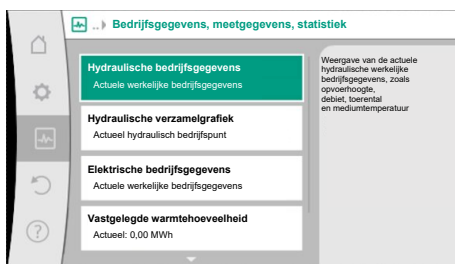 Bedrijfsgegevens, meetgegevens, statistiek
Hydraulische bedrijfsgegevens
Actuele werkelijke bedrijfsgegevens
Hydraulische verzamelgrafiek
Actueel hydraulisch bedrijfspunt
Elektrische bedrijfsgegevens
Actuele werkelijke bedrijfsgegevens
Vastgelegde warmtehoeveelheid
Actueel: 0,00 MWh
Weergave van de actuele
hydraulische werkelijke
bedrijfsgegevens, zoals
opvoerhoogte,
debiet, toerental
en mediumtemperatuur